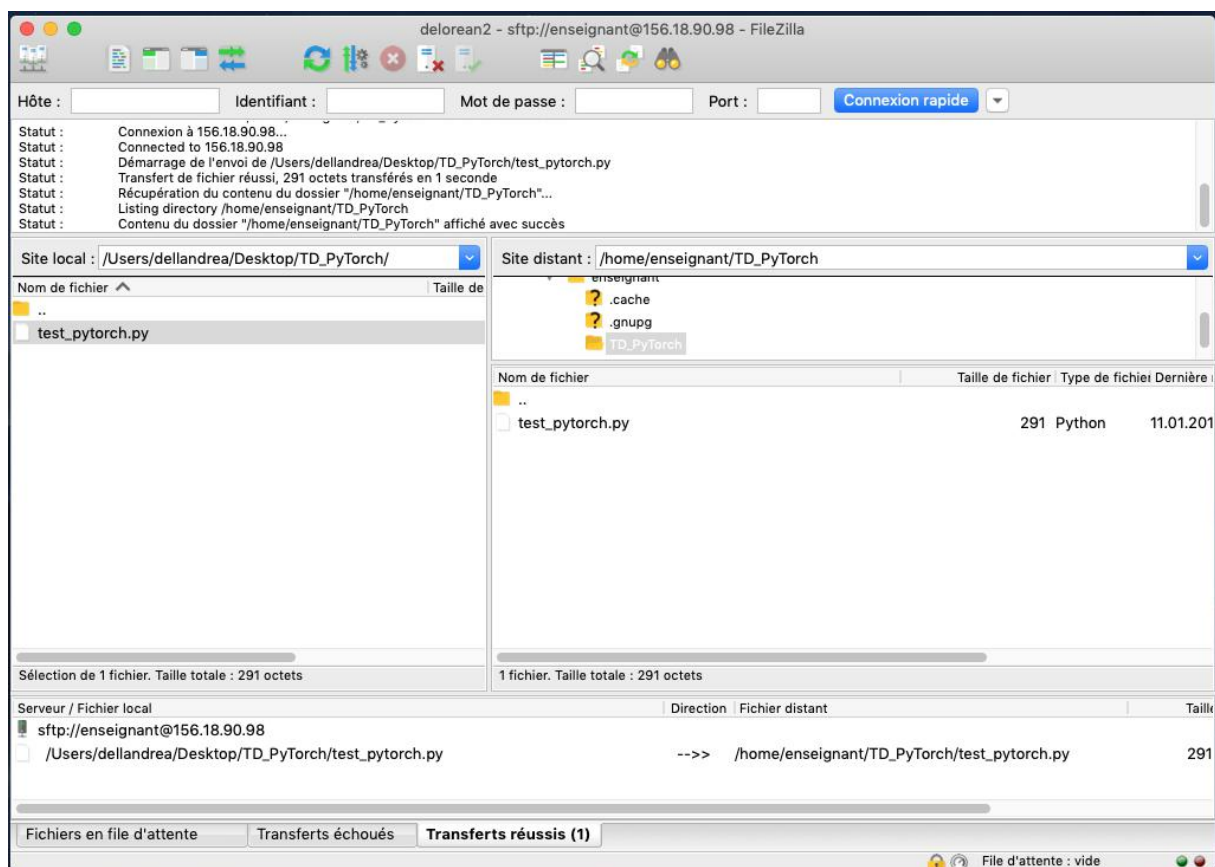 delorean2 - sftp://enseignant@156.18.90.98 - FileZilla
Hôte : Identifiant : Mot de passe : Port : Connexion rapide
Statut : Connexion à 156.18.90.98...
Statut : Connected to 156.18.90.98
Statut : Démarrage de l'envoi de /Users/dellandrea/Desktop/TD_PyTorch/test_pytorch.py
Statut : Transfert de fichier réussi, 291 octets transférés en 1 seconde
Statut : Récupération du contenu du dossier "/home/enseignant/TD_PyTorch"...
Statut : Listing directory /home/enseignant/TD_PyTorch
Statut : Contenu du dossier "/home/enseignant/TD_PyTorch" affiché avec succès
Site local : /Users/dellandrea/Desktop/TD_PyTorch/
Nom de fichier Taille de
..
test_pytorch.py
Sélection de 1 fichier. Taille totale : 291 octets
Site distant : /home/enseignant/TD_PyTorch
enseignant
? .cache
? .gnupg
TD_PyTorch
Nom de fichier Taille de fichier Type de fichier Dernière
..
test_pytorch.py 291 Python 11.01.201
1 fichier. Taille totale : 291 octets
Serveur / Fichier local Direction Fichier distant Taille
sftp://enseignant@156.18.90.98
/Users/dellandrea/Desktop/TD_PyTorch/test_pytorch.py -->> /home/enseignant/TD_PyTorch/test_pytorch.py 291
Fichiers en file d'attente Transferts échoués Transferts réussis (1)
File d'attente : vide